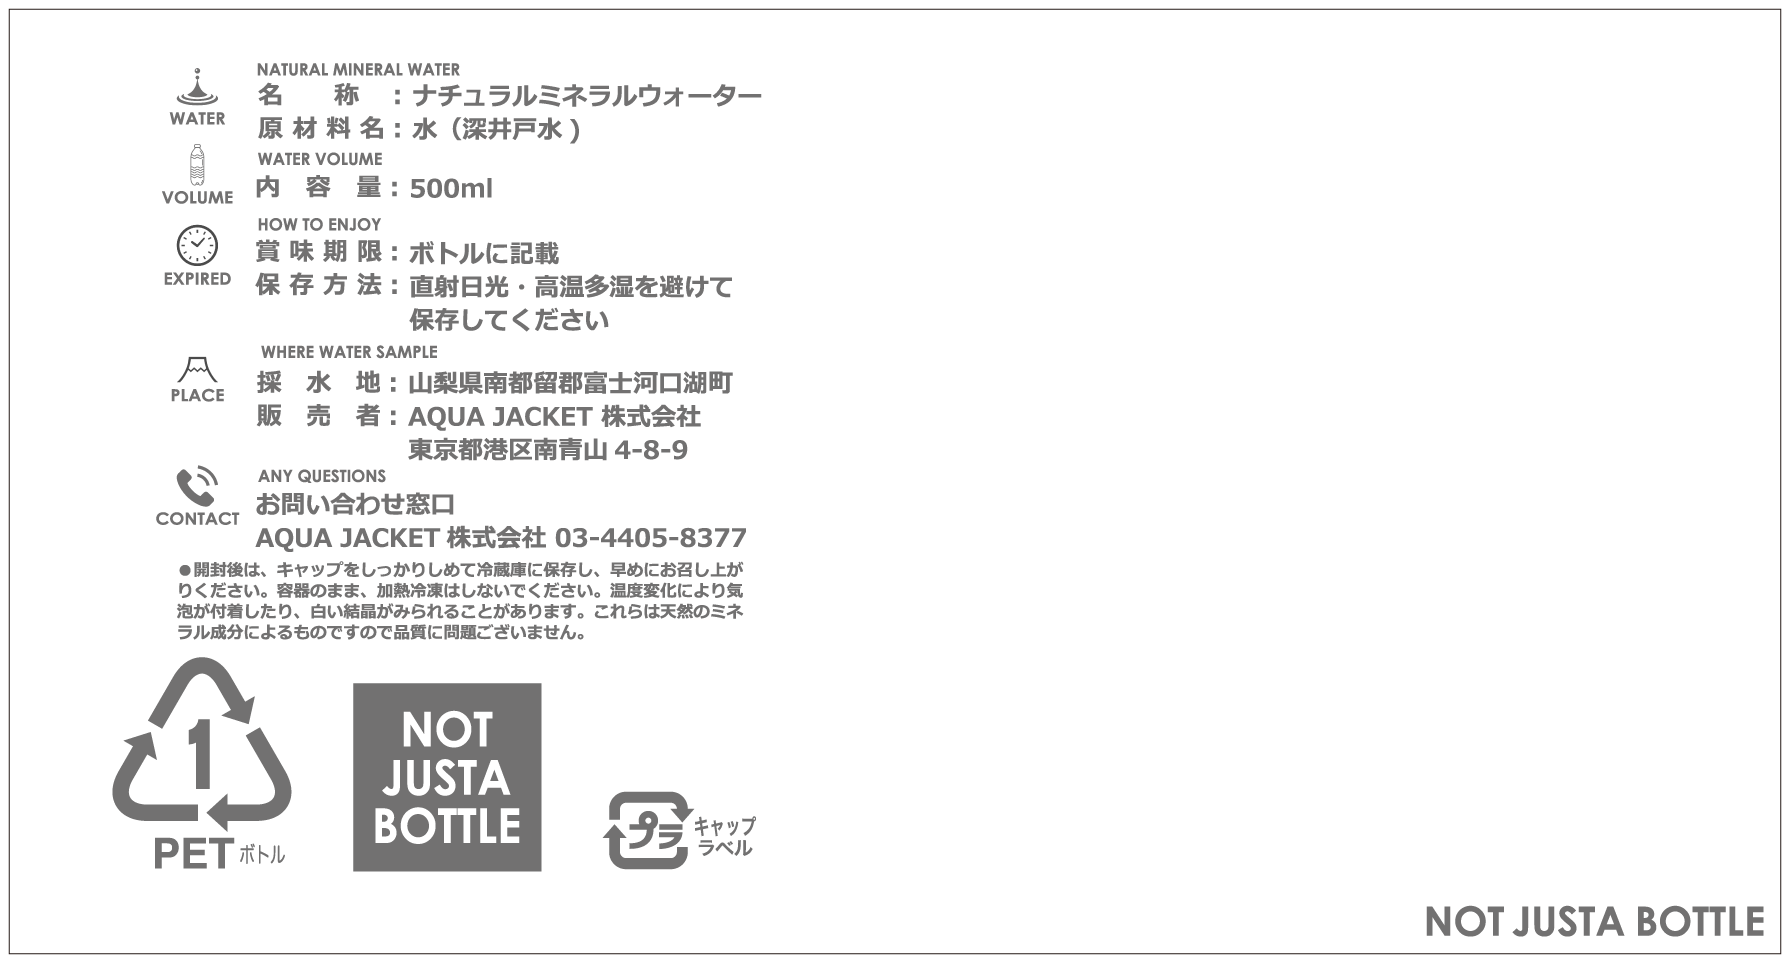 NATURAL MINERAL WATER
WATER
名 称 : ナチュラルミネラルウォーター
原材料名 : 水（深井戸水)
WATER VOLUME
VOLUME
内 容 量 : 500ml
HOW TO ENJOY
EXPIRED
賞味期限 : ボトルに記載
保存方法 : 直射日光・高温多湿を避けて
保存してください
WHERE WATER SAMPLE
PLACE
採 水 地 : 山梨県南都留郡富士河口湖町
販 売 者 : AQUA JACKET 株式会社
東京都港区南青山 4-8-9
ANY QUESTIONS
CONTACT
お問い合わせ窓口
AQUA JACKET 株式会社 03-4405-8377
●開封後は、キャップをしっかりしめて冷蔵庫に保存し、早めにお召し上が
りください。容器のまま、加熱冷凍はしないでください。温度変化により気
泡が付着したり、白い結晶がみられることがあります。これらは天然のミネ
ラル成分によるものですので品質に問題ございません。
1
PET ボトル
NOT
JUSTA
BOTTLE
プラ
キャップ
ラベル
NOT JUSTA BOTTLE